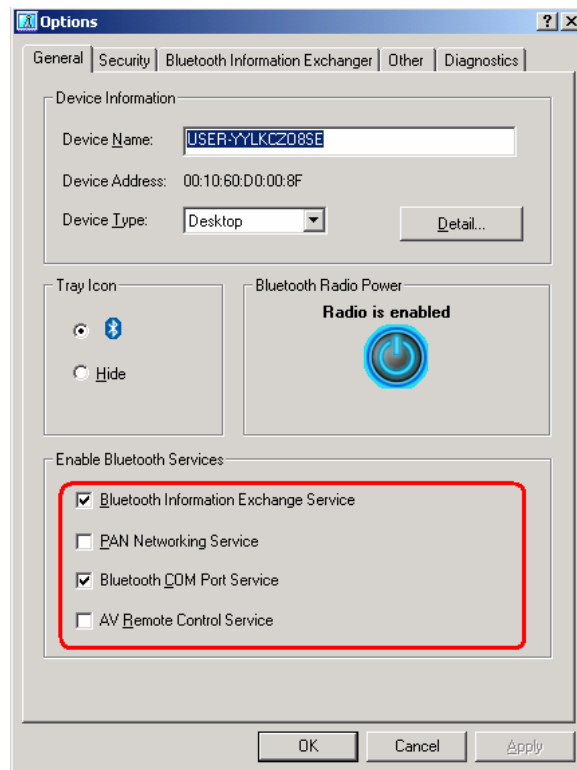 Options
General Security Bluetooth Information Exchanger Other Diagnostics
Device Information
Device Name: USER-YYLKCZO8SE
Device Address: 00:10:60:D0:00:8F
Device Type: Desktop Detail...
Tray Icon
Hide
Bluetooth Radio Power
Radio is enabled
Enable Bluetooth Services
Bluetooth Information Exchange Service
PAN Networking Service
Bluetooth COM Port Service
AV Remote Control Service
OK Cancel Apply